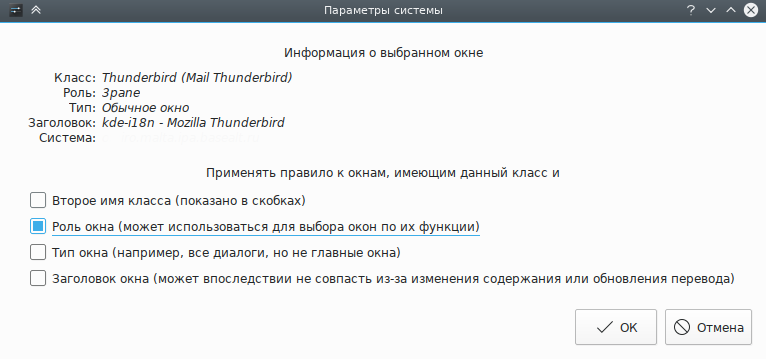 Параметры системы
Информация о выбранном окне
Класс: Thunderbird (Mail Thunderbird)
Роль: 3pane
Тип: Обычное окно
Заголовок: kde-i18n - Mozilla Thunderbird
Система:
Применять правило к окнам, имеющим данный класс и
Второе имя класса (показано в скобках)
Роль окна (может использоваться для выбора окон по их функции)
Тип окна (например, все диалоги, но не главные окна)
Заголовок окна (может впоследствии не совпасть из-за изменения содержания или обновления перевода)
ОК Отмена